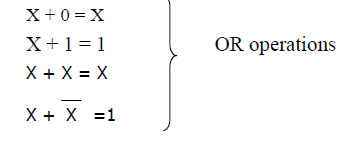 X + 0 = X
X + 1 = 1 OR operations
X + X = X
X + X̅ =1